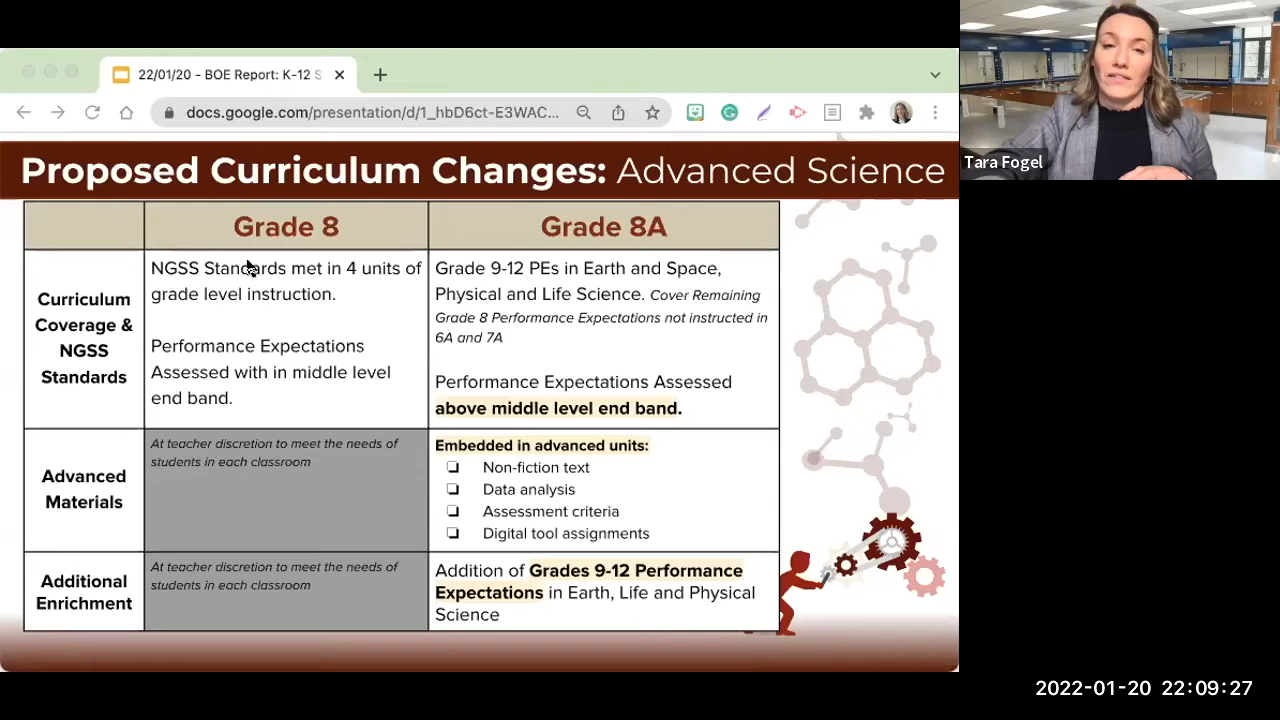 22/01/20 - BOE Report: K-12 S
docs.google.com/presentation/d/1_hbD6ct-E3WAC...
Tara Fogel
Proposed Curriculum Changes: Advanced Science
Grade 8
Grade 8A
Curriculum
Coverage &
NGSS
Standards
NGSS Standards met in 4 units of
grade level instruction.
Performance Expectations
Assessed with in middle level
end band.
Grade 9-12 PEs in Earth and Space,
Physical and Life Science. Cover Remaining
Grade 8 Performance Expectations not instructed in
6A and 7A
Performance Expectations Assessed
above middle level end band.
Advanced
Materials
At teacher discretion to meet the needs of
students in each classroom
Embedded in advanced units:
Non-fiction text
Data analysis
Assessment criteria
Digital tool assignments
Additional
Enrichment
At teacher discretion to meet the needs of
students in each classroom
Addition of Grades 9-12 Performance
Expectations in Earth, Life and Physical
Science
2022-01-20 22:09:27